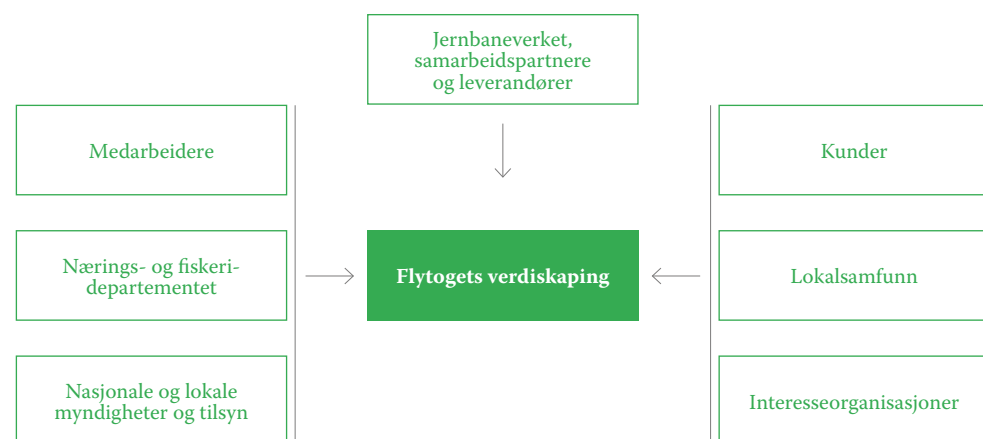 Jernbaneverket,
samarbeidspartnere
og leverandører
Medarbeidere
Kunder
Nærings- og fiskeri-
departementet
Flytogets verdiskaping
Lokalsamfunn
Nasjonale og lokale
myndigheter og tilsyn
Interesseorganisasjoner